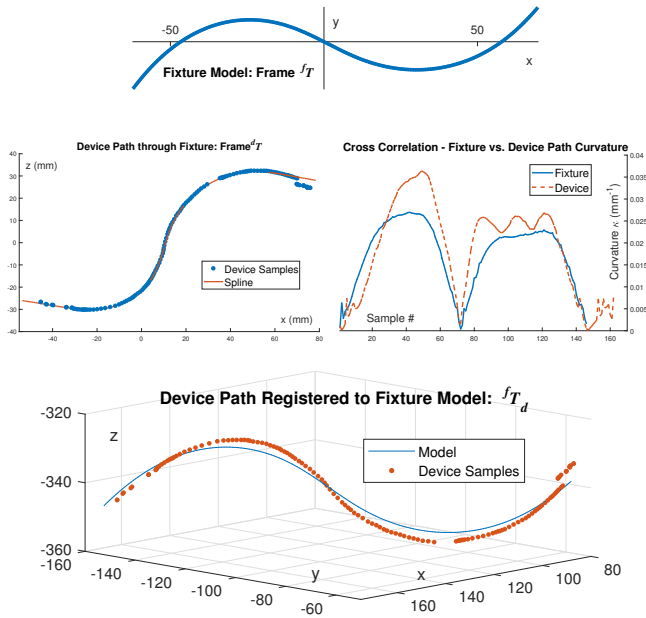 y
-50
50
x
Fixture Model: Frame ᶠT
Device Path through Fixture: FrameᵈT
z (mm)
40
30
20
10
0
-10
-20
-30
-40
-40
-20
0
20
40
60
80
x (mm)
Device Samples
Spline
Cross Correlation - Fixture vs. Device Path Curvature
Fixture
Device
0.04
0.035
0.03
0.025
0.02
0.015
0.01
0.005
0
Curvature κ (mm⁻¹)
Sample #
20
40
60
80
100
120
140
160
Device Path Registered to Fixture Model: ᶠT_d
-320
-340
-360
z
Model
Device Samples
-160
-140
-120
-100
-80
-60
y
x
160
140
120
100
80